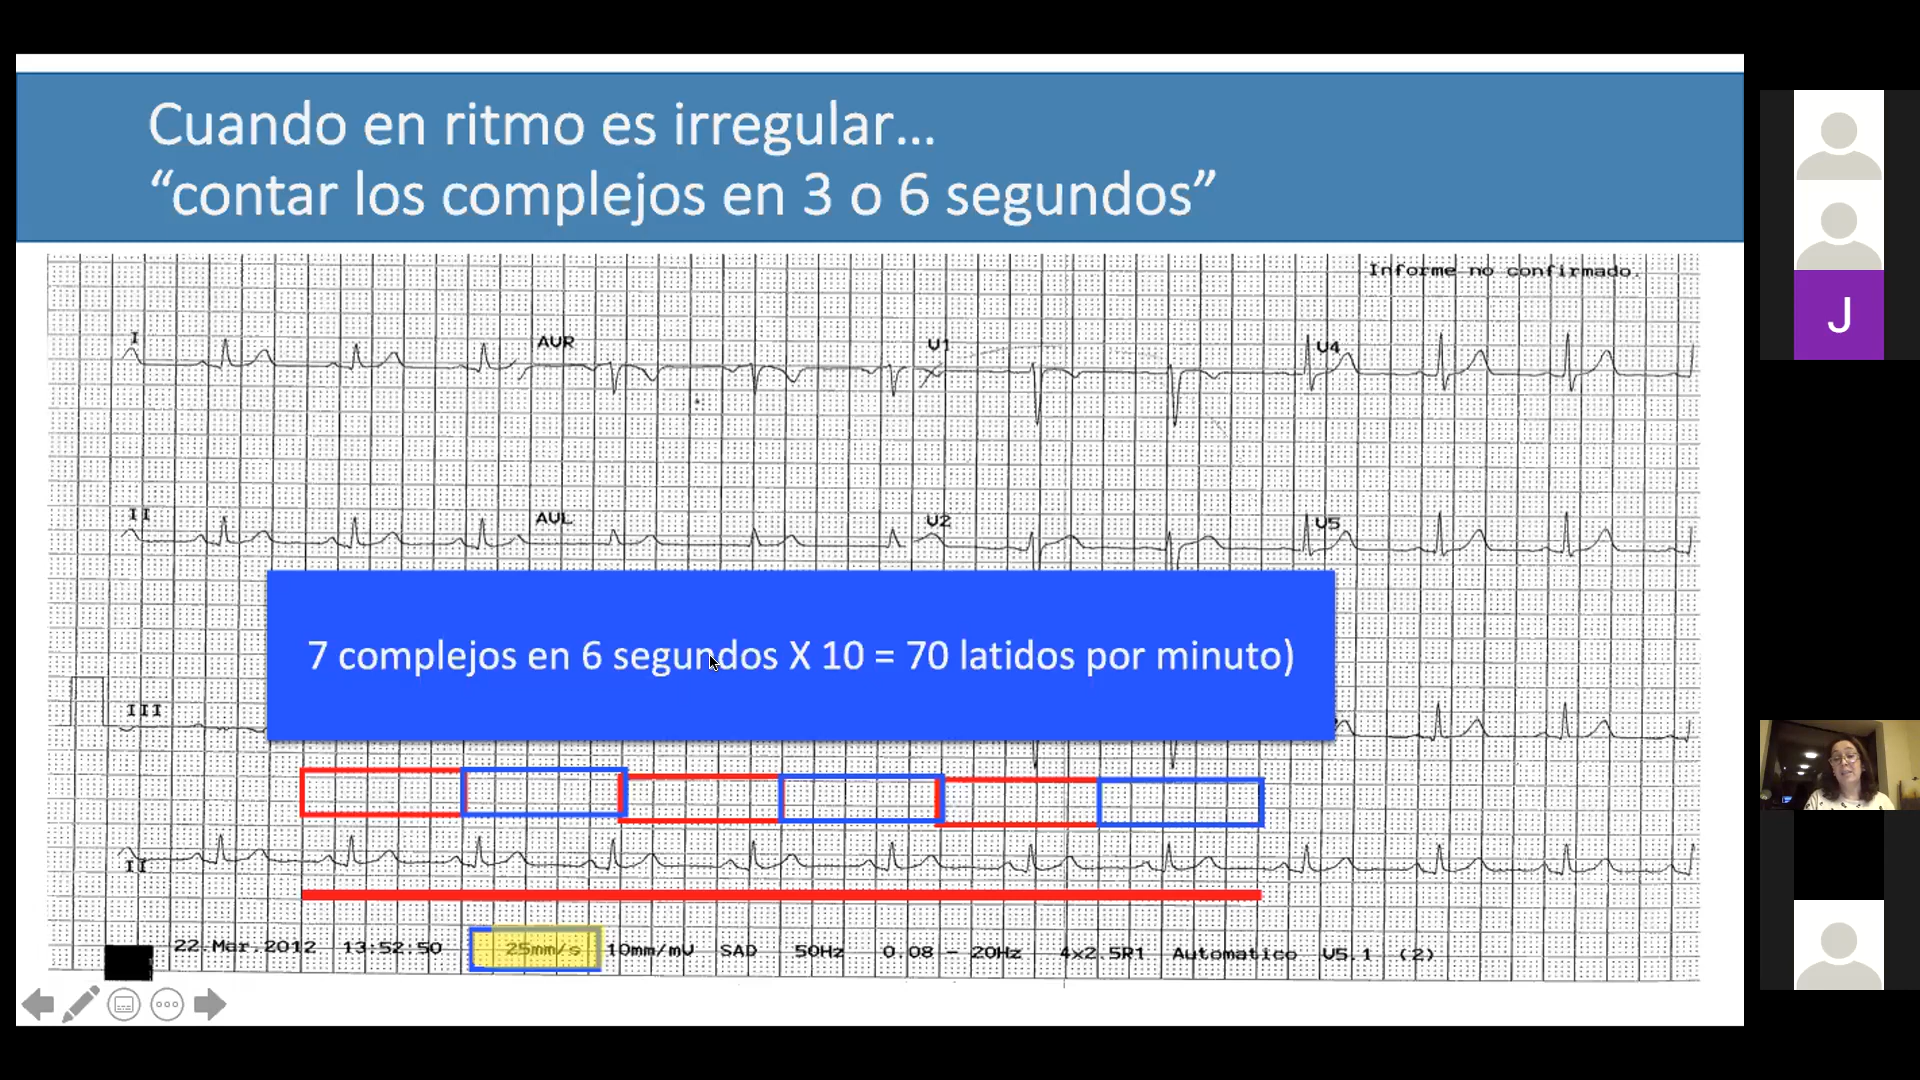 Cuando en ritmo es irregular...
“contar los complejos en 3 o 6 segundos”
Informe no confirmado.
I
AVR
V1
V4
J
II
AVL
V2
V5
7 complejos en 6 segundos X 10 = 70 latidos por minuto)
III
II
22.Mar.2012 13:52:50 25mm/s 10mm/mV SAD 50Hz 0.08 - 20Hz 4x2.5R1 Automatico V5.1 (2)